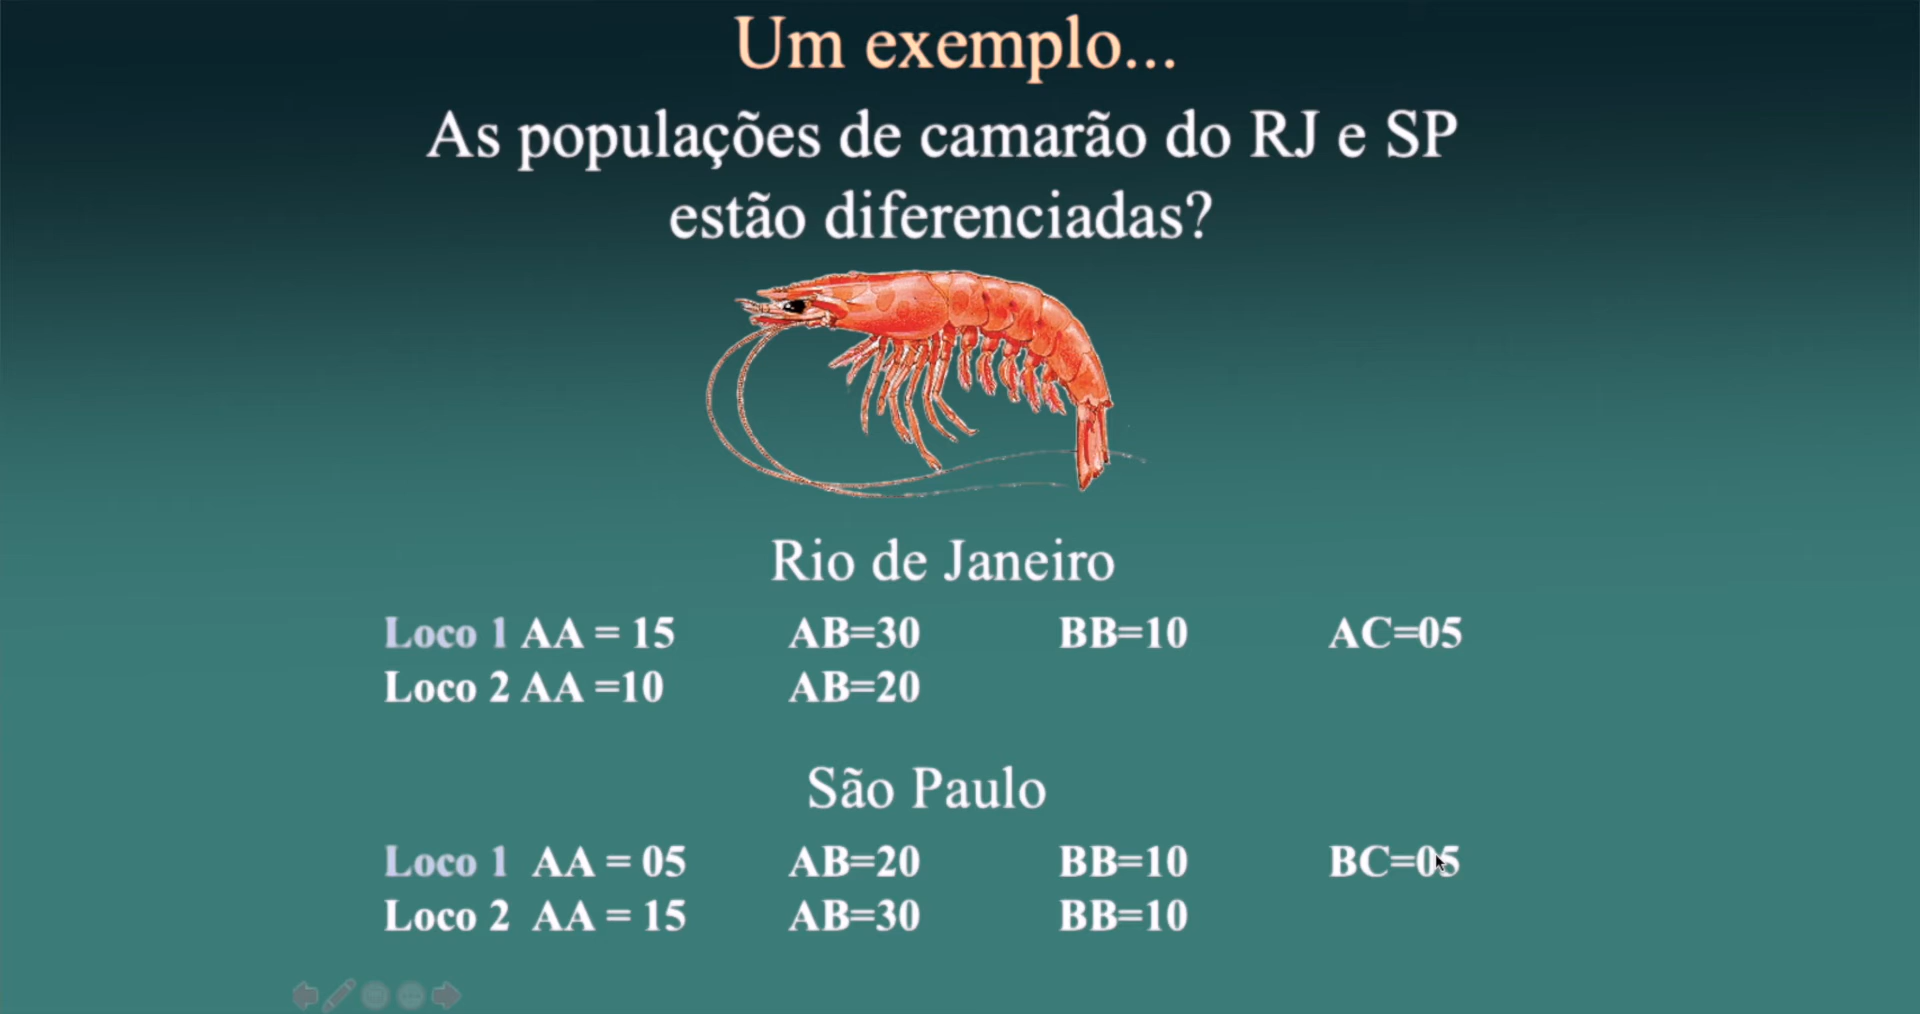 Um exemplo...
As populações de camarão do RJ e SP
estão diferenciadas?
Rio de Janeiro
Loco 1 AA = 15 AB=30 BB=10 AC=05
Loco 2 AA =10 AB=20
São Paulo
Loco 1 AA = 05 AB=20 BB=10 BC=05
Loco 2 AA = 15 AB=30 BB=10